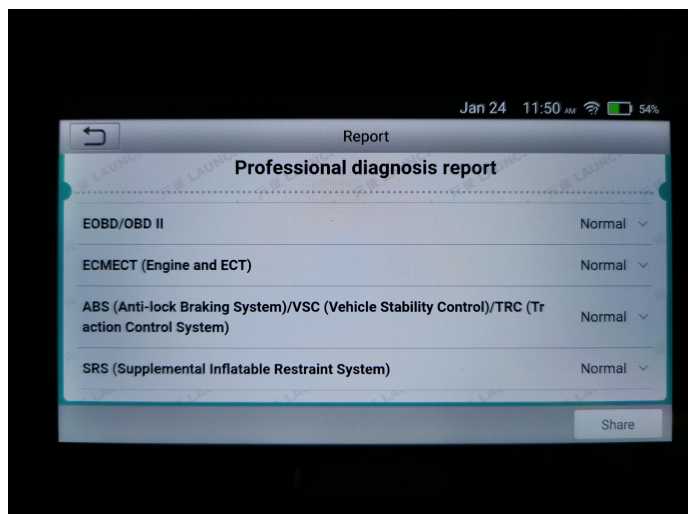 Jan 24 11:50 AM 54%
Report
Professional diagnosis report
EOBD/OBD II Normal
ECMECT (Engine and ECT) Normal
ABS (Anti-lock Braking System)/VSC (Vehicle Stability Control)/TRC (Tr
action Control System) Normal
SRS (Supplemental Inflatable Restraint System) Normal
Share
LAUNCH